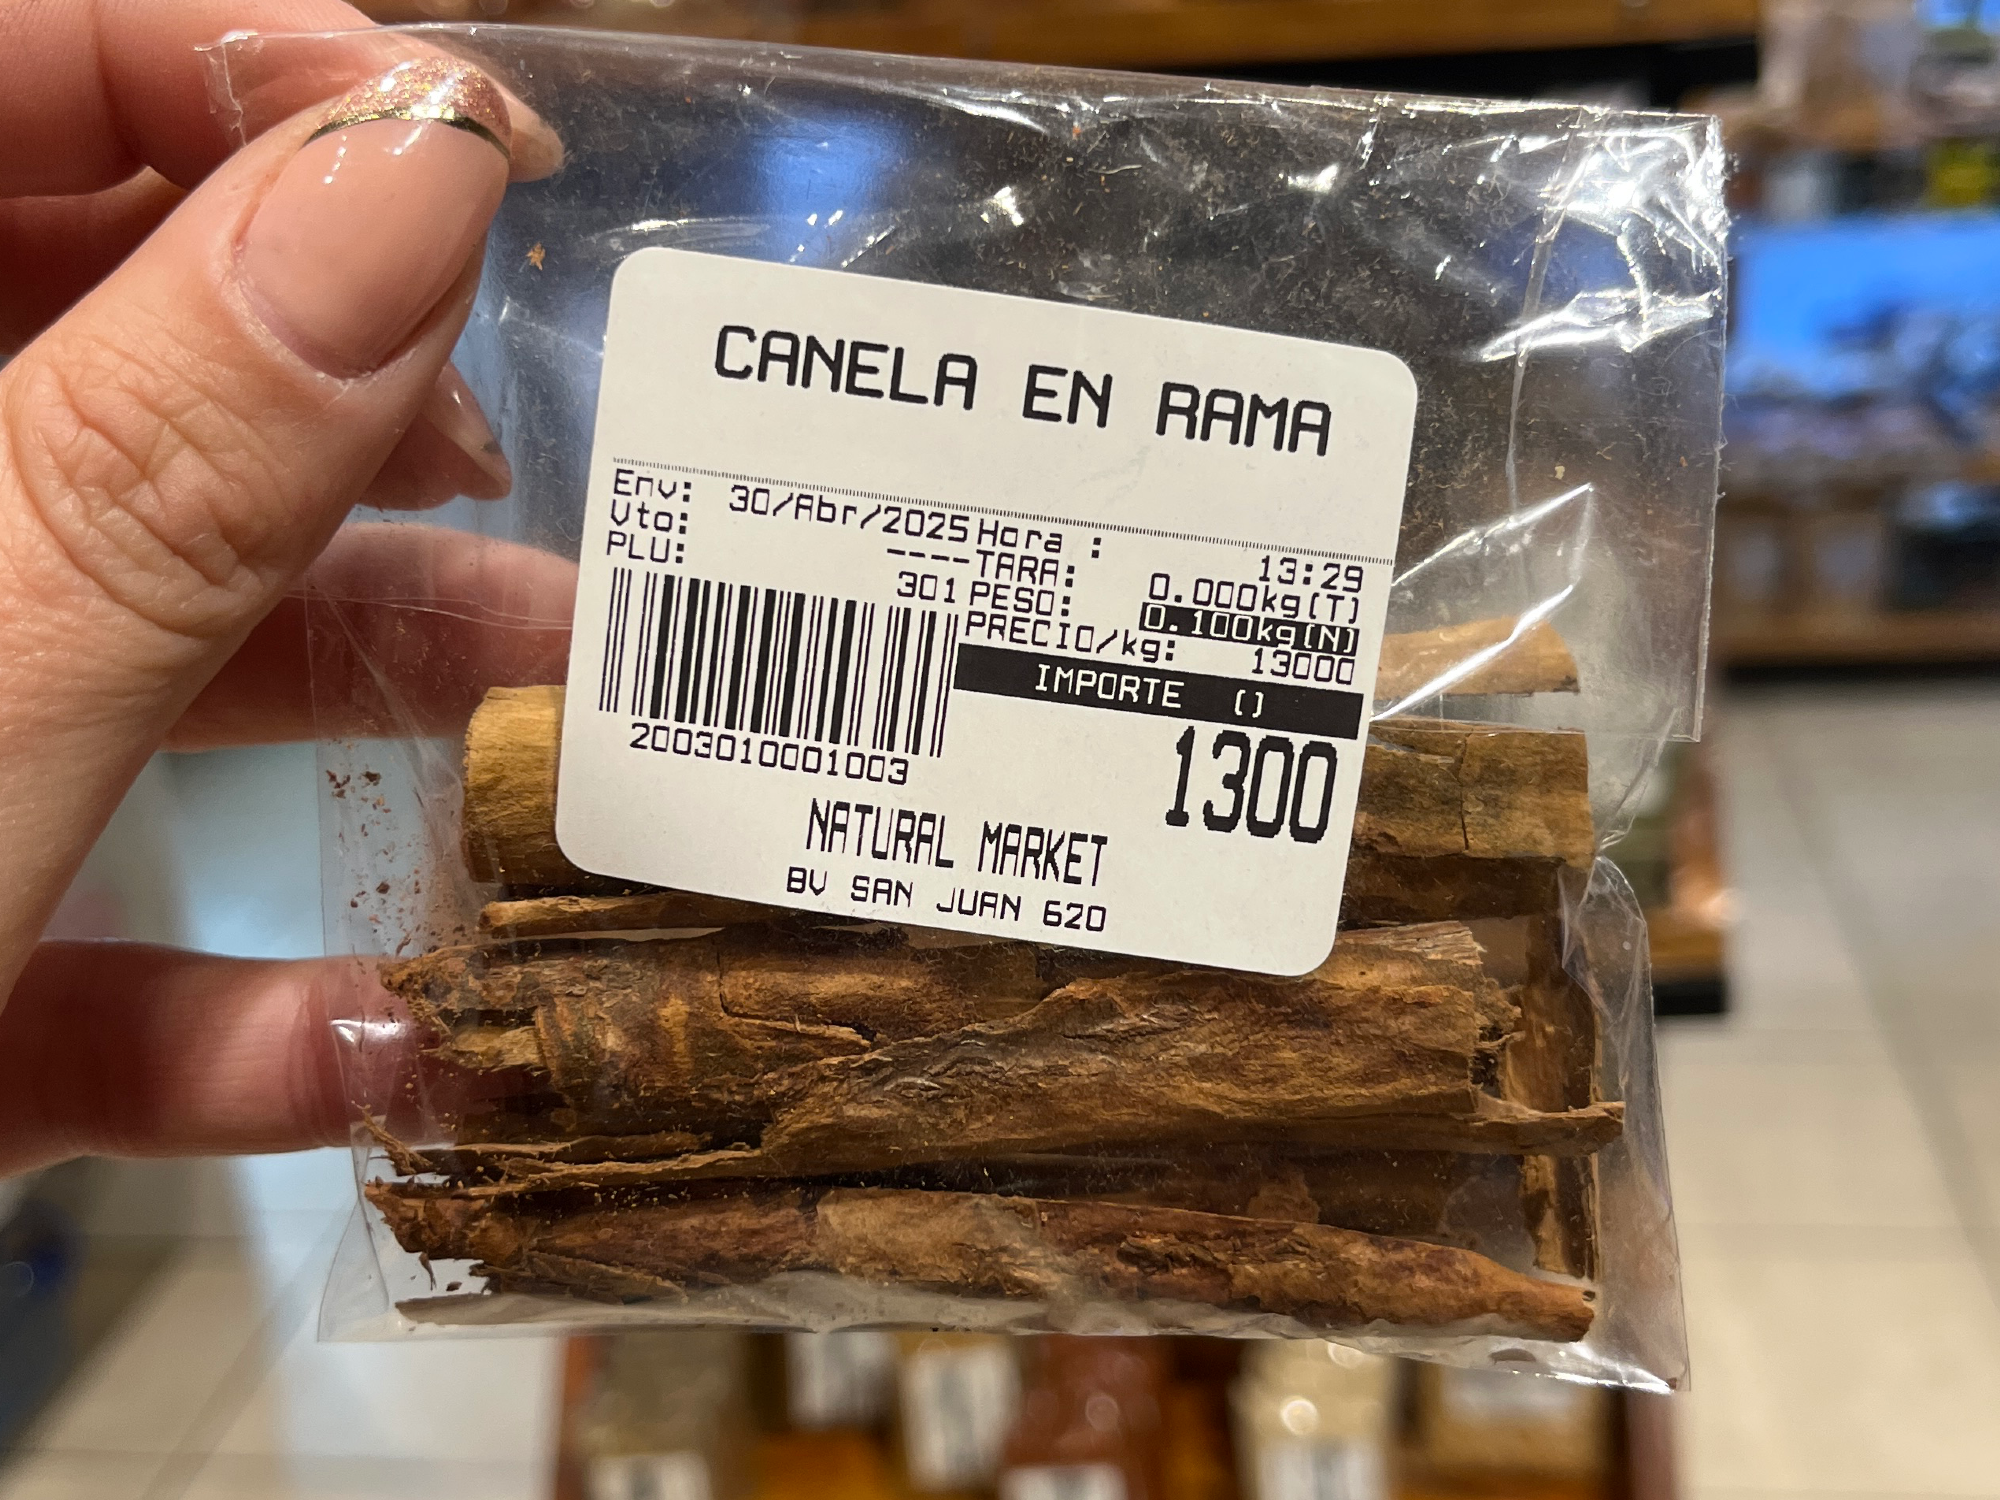 CANELA EN RAMA
Env: 30/Abr/2025 Hora : 13:29
Vto: ---- TARA: 0.000kg(T)
PLU: 301 PESO: 0.100kg(N)
PRECIO/kg: 13000
IMPORTE ()
1300
2003010001003
NATURAL MARKET
BV SAN JUAN 620